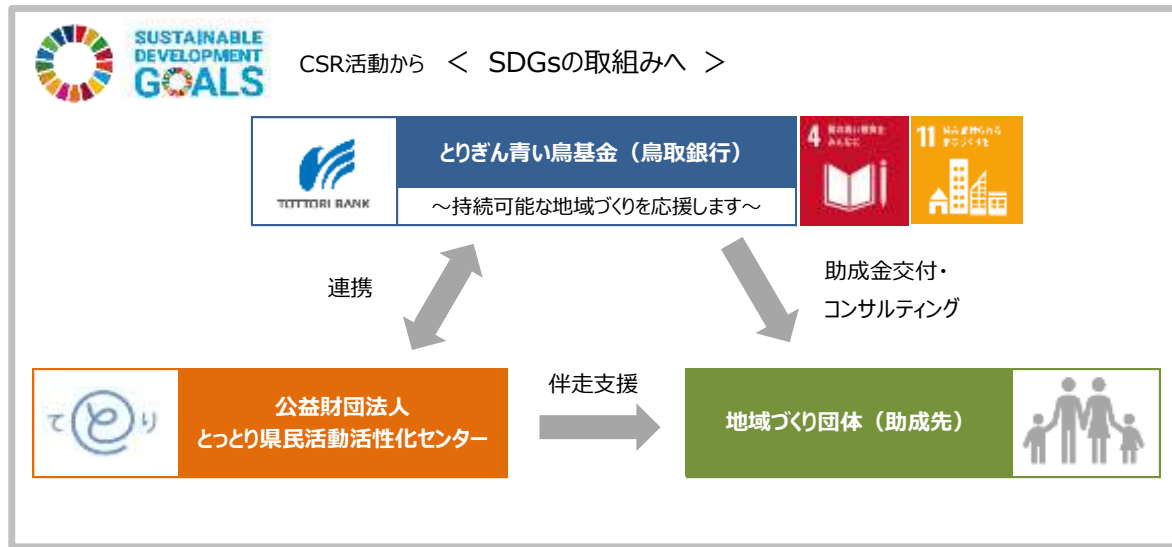 SUSTAINABLE
DEVELOPMENT
GOALS
CSR活動から ＜ SDGsの取組みへ ＞
とりぎん青い鳥基金（鳥取銀行）
TOTTORI BANK
～持続可能な地域づくりを応援します～
4
11
連携
助成金交付・
コンサルティング
てとり
公益財団法人
とっとり県民活動活性化センター
伴走支援
地域づくり団体（助成先）